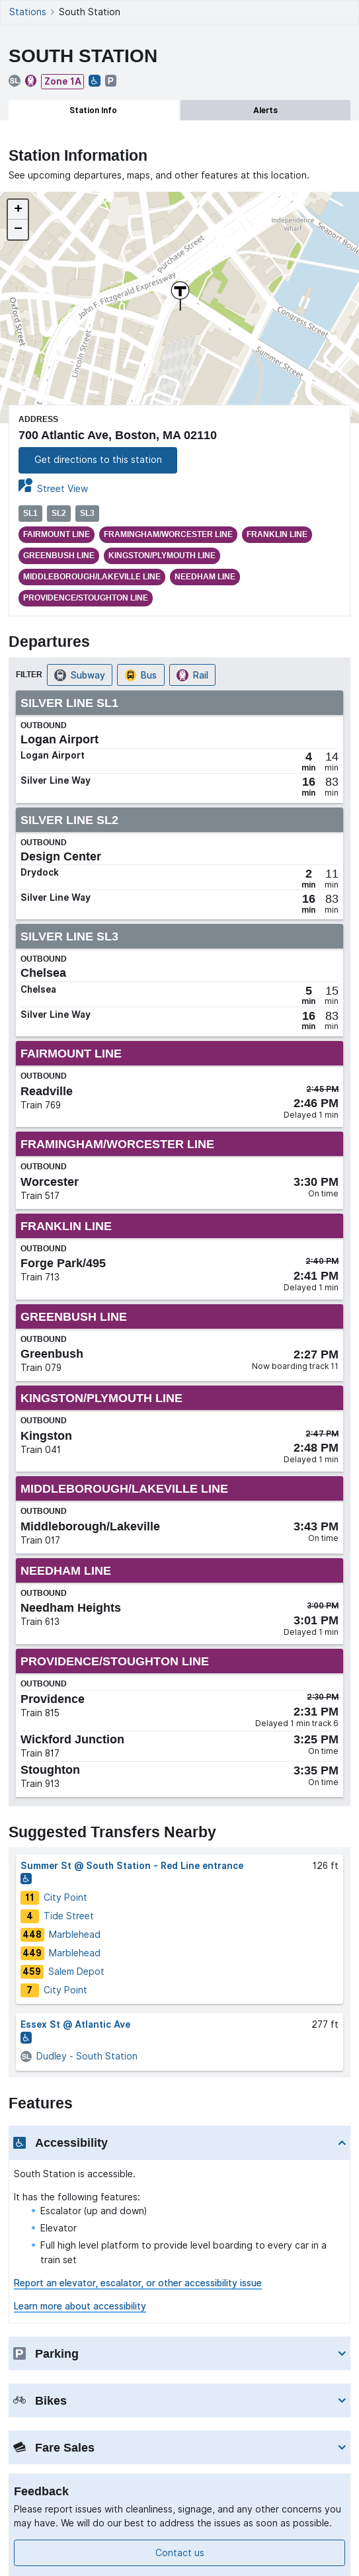 Stations > South Station
SOUTH STATION
SL Zone 1A P
Station Info
Alerts
Station Information
See upcoming departures, maps, and other features at this location.
+
−
Independence
Wharf
Seaport Boule
Purchase Street
John F. Fitzgerald Expressway
Oxford Street
Lincoln Street
Congress Street
Summer Street
T
ADDRESS
700 Atlantic Ave, Boston, MA 02110
Get directions to this station
Street View
SL1 SL2 SL3
FAIRMOUNT LINE FRAMINGHAM/WORCESTER LINE FRANKLIN LINE
GREENBUSH LINE KINGSTON/PLYMOUTH LINE
MIDDLEBOROUGH/LAKEVILLE LINE NEEDHAM LINE
PROVIDENCE/STOUGHTON LINE
Departures
FILTER Subway Bus Rail
SILVER LINE SL1
OUTBOUND
Logan Airport
Logan Airport 4 min 14 min
Silver Line Way 16 min 83 min
SILVER LINE SL2
OUTBOUND
Design Center
Drydock 2 min 11 min
Silver Line Way 16 min 83 min
SILVER LINE SL3
OUTBOUND
Chelsea
Chelsea 5 min 15 min
Silver Line Way 16 min 83 min
FAIRMOUNT LINE
OUTBOUND
Readville
Train 769
2:45 PM
2:46 PM
Delayed 1 min
FRAMINGHAM/WORCESTER LINE
OUTBOUND
Worcester 3:30 PM
Train 517 On time
FRANKLIN LINE
OUTBOUND
Forge Park/495
Train 713
2:40 PM
2:41 PM
Delayed 1 min
GREENBUSH LINE
OUTBOUND
Greenbush 2:27 PM
Train 079 Now boarding track 11
KINGSTON/PLYMOUTH LINE
OUTBOUND
Kingston
Train 041
2:47 PM
2:48 PM
Delayed 1 min
MIDDLEBOROUGH/LAKEVILLE LINE
OUTBOUND
Middleborough/Lakeville 3:43 PM
Train 017 On time
NEEDHAM LINE
OUTBOUND
Needham Heights
Train 613
3:00 PM
3:01 PM
Delayed 1 min
PROVIDENCE/STOUGHTON LINE
OUTBOUND
Providence
Train 815
2:30 PM
2:31 PM
Delayed 1 min track 6
Wickford Junction 3:25 PM
Train 817 On time
Stoughton 3:35 PM
Train 913 On time
Suggested Transfers Nearby
Summer St @ South Station - Red Line entrance 126 ft
11 City Point
4 Tide Street
448 Marblehead
449 Marblehead
459 Salem Depot
7 City Point
Essex St @ Atlantic Ave 277 ft
SL Dudley - South Station
Features
Accessibility
South Station is accessible.
It has the following features:
• Escalator (up and down)
• Elevator
• Full high level platform to provide level boarding to every car in a
train set
Report an elevator, escalator, or other accessibility issue
Learn more about accessibility
P Parking
Bikes
Fare Sales
Feedback
Please report issues with cleanliness, signage, and any other concerns you
may have. We will do our best to address the issues as soon as possible.
Contact us